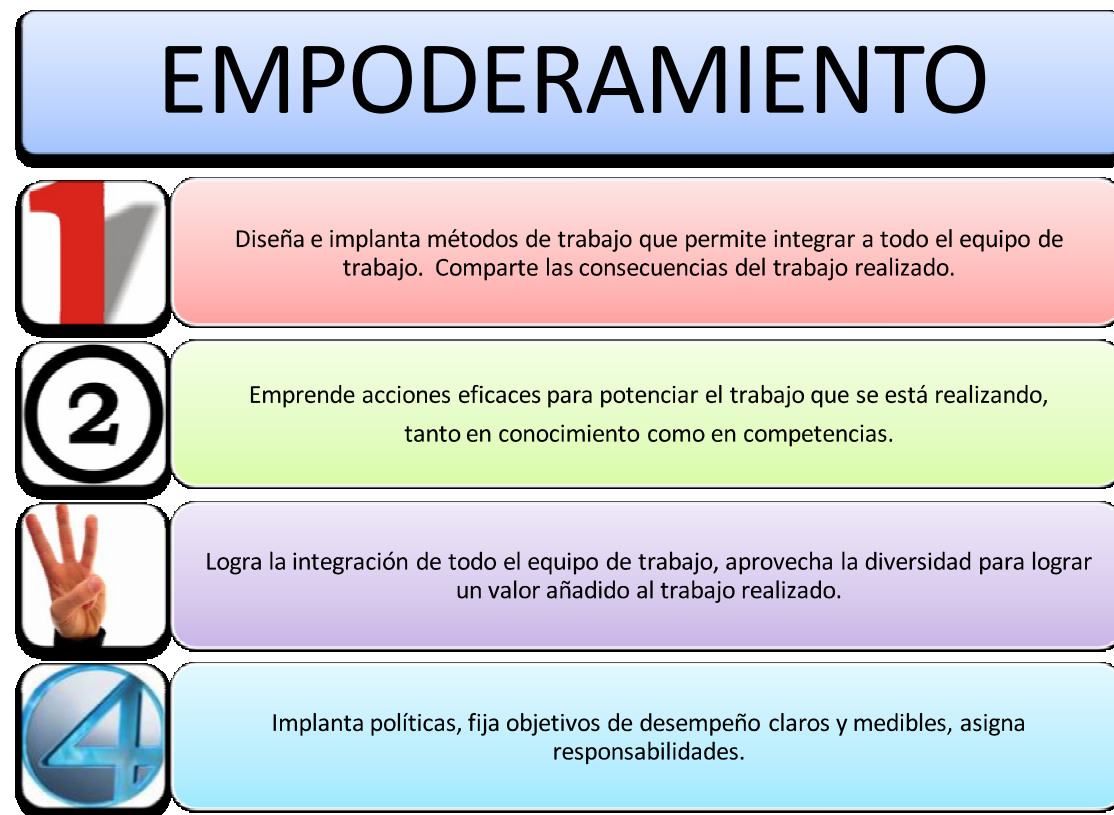 EMPODERAMIENTO
1
Diseña e implanta métodos de trabajo que permite integrar a todo el equipo de
trabajo.  Comparte las consecuencias del trabajo realizado.
2
Emprende acciones eficaces para potenciar el trabajo que se está realizando,
tanto en conocimiento como en competencias.
Logra la integración de todo el equipo de trabajo, aprovecha la diversidad para lograr
un valor añadido al trabajo realizado.
4
Implanta políticas, fija objetivos de desempeño claros y medibles, asigna
responsabilidades.